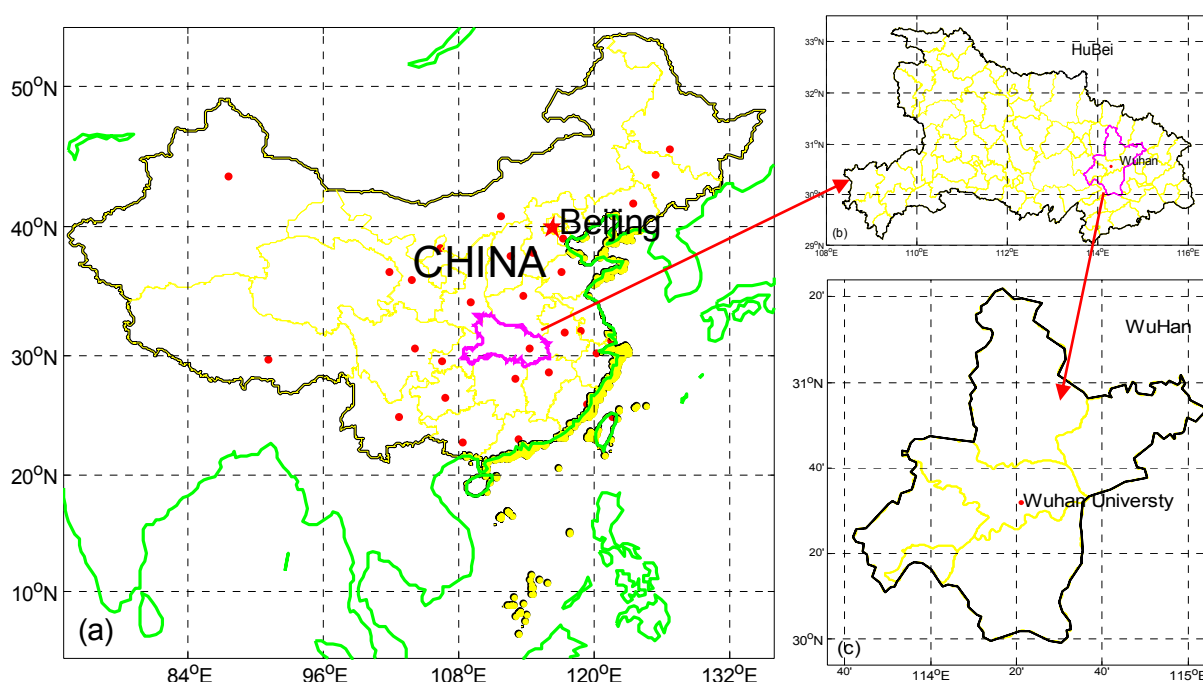 50°N
40°N
30°N
20°N
10°N
84°E
96°E
108°E
120°E
132°E
Beijing
CHINA
(a)
33°N
32°N
31°N
30°N
29°N
108°E
110°E
112°E
114°E
116°E
HuBei
Wuhan
(b)
20'
31°N
40'
20'
30°N
40'
114°E
20'
40'
115°E
WuHan
Wuhan Universty
(c)